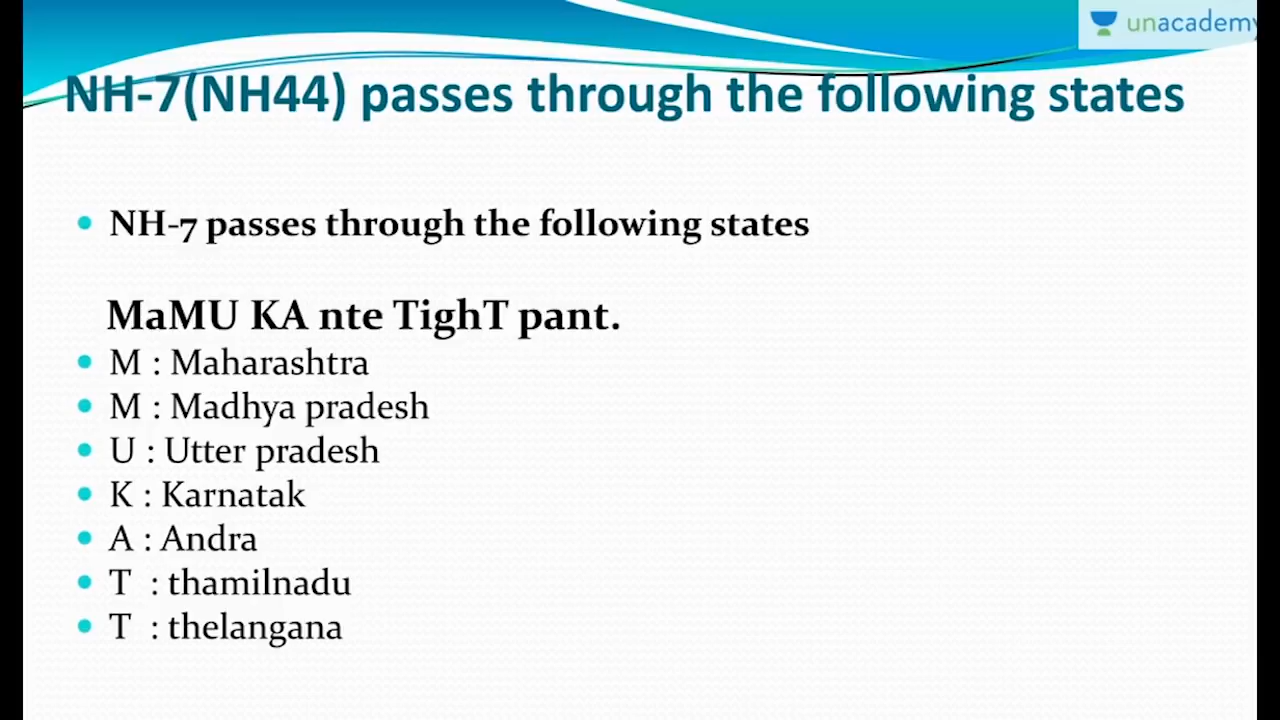 unacademy
NH-7(NH44) passes through the following states
NH-7 passes through the following states
MaMU KA nte TighT pant.
M : Maharashtra
M : Madhya pradesh
U : Utter pradesh
K : Karnatak
A : Andra
T : thamilnadu
T : thelangana